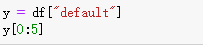 y = df["default"]
y[0:5]